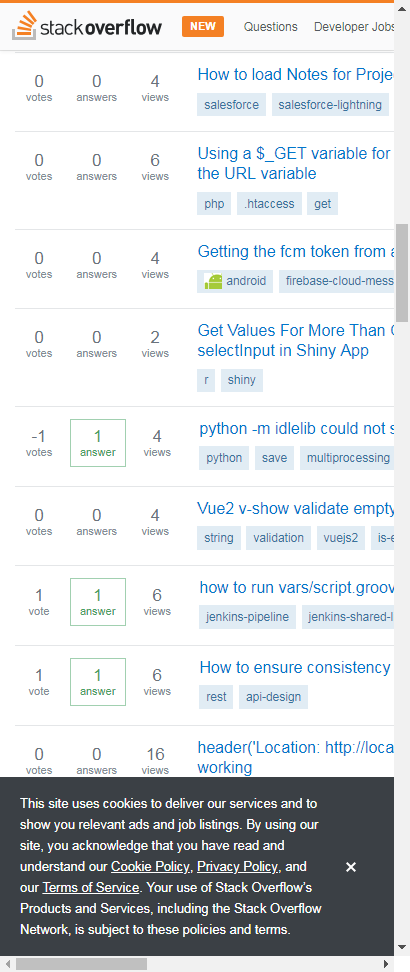 stackoverflow NEW Questions Developer Jobs
0 0 4 How to load Notes for Proje
votes answers views
salesforce salesforce-lightning
0 0 6 Using a $_GET variable for
votes answers views the URL variable
php .htaccess get
0 0 4 Getting the fcm token from a
votes answers views
android firebase-cloud-mess
0 0 2 Get Values For More Than O
votes answers views selectInput in Shiny App
r shiny
-1 1 4 python -m idlelib could not s
votes answer views
python save multiprocessing
0 0 4 Vue2 v-show validate empty
votes answers views
string validation vuejs2 is-e
1 1 6 how to run vars/script.groov
vote answer views
jenkins-pipeline jenkins-shared-l
1 1 6 How to ensure consistency
vote answer views
rest api-design
0 0 16 header('Location: http://loca
votes answers views working
This site uses cookies to deliver our services and to
show you relevant ads and job listings. By using our
site, you acknowledge that you have read and
understand our Cookie Policy, Privacy Policy, and
our Terms of Service. Your use of Stack Overflow's
Products and Services, including the Stack Overflow
Network, is subject to these policies and terms.